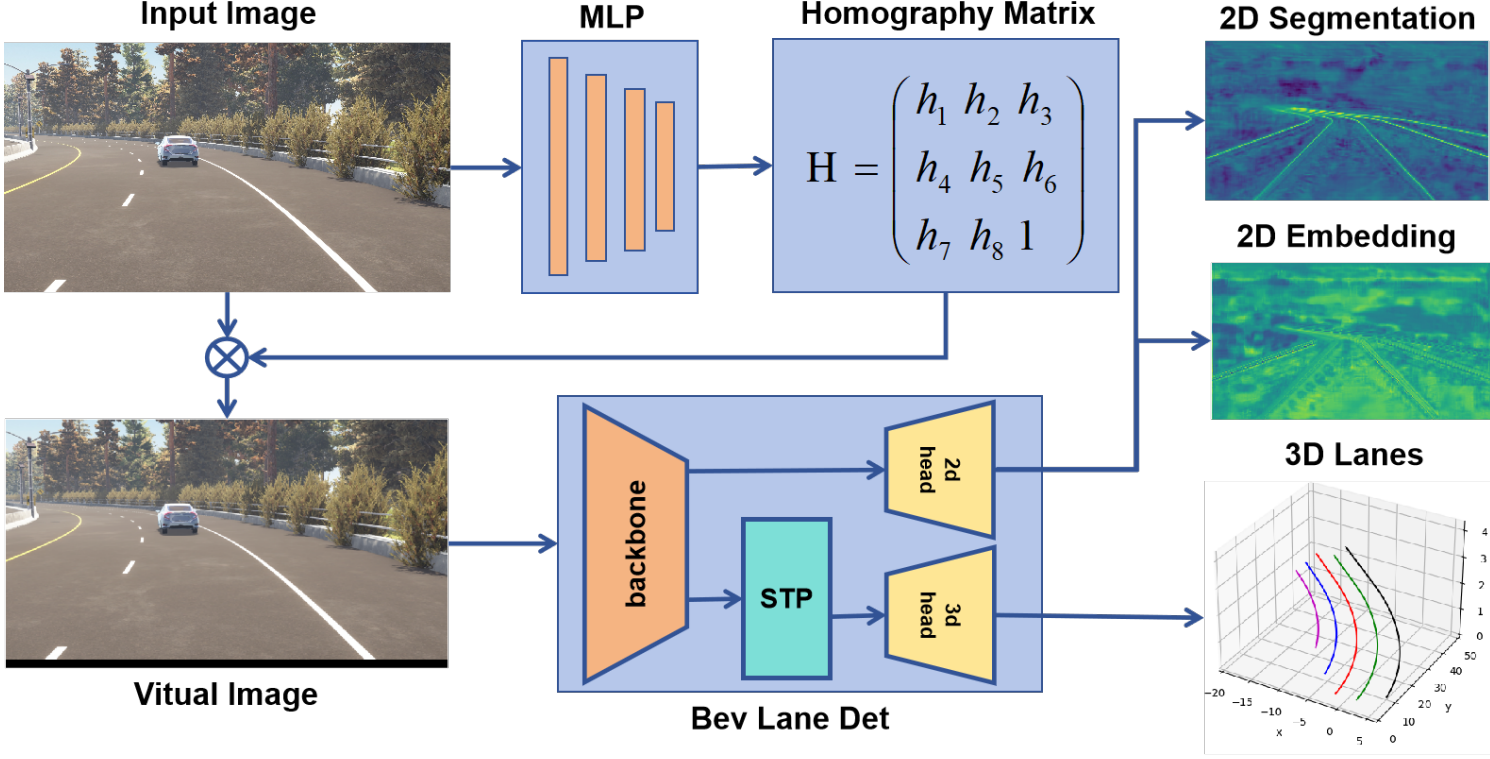 Input Image
MLP
Homography Matrix
2D Segmentation
H = ( h1 h2 h3
h4 h5 h6
h7 h8 1 )
2D Embedding
3D Lanes
backbone
STP
2d
head
3d
head
Vitual Image
Bev Lane Det
4
3
2
1
0
50
40
30
20
10
0
y
−20
−15
−10
−5
0
5
x